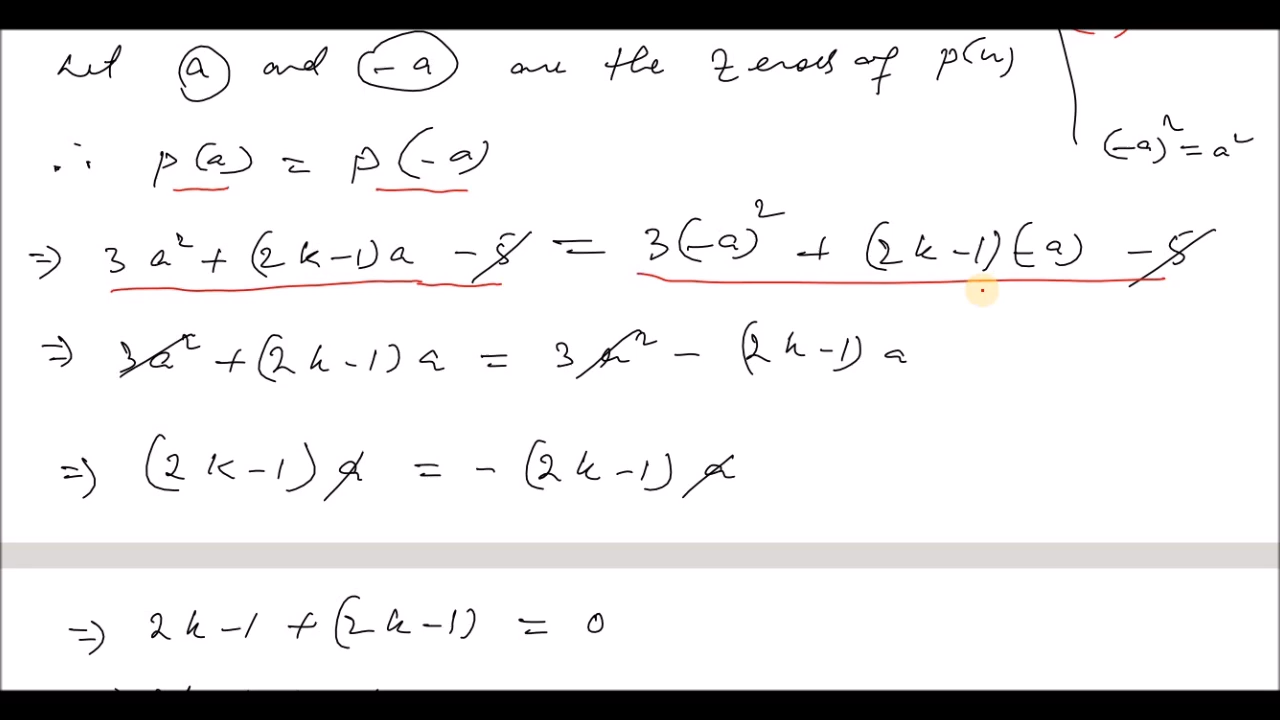 Let a and -a are the Zeroes of p(x)
(-a)² = a²
∴ p(a) = p(-a)
⇒ 3a² + (2k-1)a - 5 = 3(-a)² + (2k-1)(-a) - 5
⇒ 3a² + (2k-1)a = 3a² - (2k-1)a
⇒ (2k-1)a = -(2k-1)a
⇒ 2k-1 + (2k-1) = 0